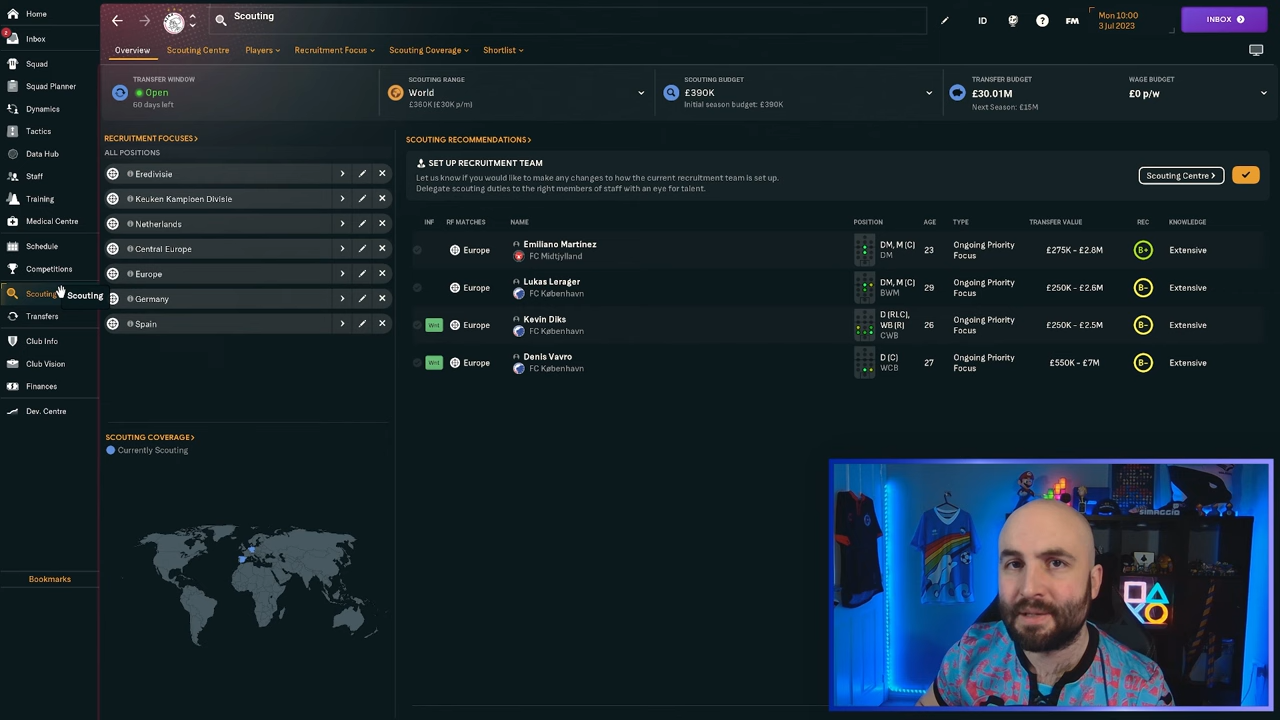 Home
Inbox
2
Squad
Squad Planner
Dynamics
Tactics
Data Hub
Staff
Training
Medical Centre
Schedule
Competitions
Scouting
Scouting
Transfers
Club Info
Club Vision
Finances
Dev. Centre
Bookmarks
Scouting
ID
FM
Mon 10:00
3 Jul 2023
INBOX
Overview
Scouting Centre
Players
Recruitment Focus
Scouting Coverage
Shortlist
TRANSFER WINDOW
Open
60 days left
SCOUTING RANGE
World
£360K (£30K p/m)
SCOUTING BUDGET
£390K
Initial season budget: £390K
TRANSFER BUDGET
£30.01M
Next Season: £15M
WAGE BUDGET
£0 p/w
RECRUITMENT FOCUSES >
ALL POSITIONS
Eredivisie
Keuken Kampioen Divisie
Netherlands
Central Europe
Europe
Germany
Spain
SCOUTING COVERAGE >
Currently Scouting
SCOUTING RECOMMENDATIONS >
SET UP RECRUITMENT TEAM
Let us know if you would like to make any changes to how the current recruitment team is set up.
Delegate scouting duties to the right members of staff with an eye for talent.
Scouting Centre >
INF RF MATCHES NAME POSITION AGE TYPE TRANSFER VALUE REC KNOWLEDGE
Europe
Emiliano Martínez
FC Midtjylland
DM, M (C)
DM
23
Ongoing Priority
Focus
£275K - £2.8M
B+
Extensive
Europe
Lukas Lerager
FC København
DM, M (C)
BWM
29
Ongoing Priority
Focus
£250K - £2.6M
B-
Extensive
Wnt
Europe
Kevin Diks
FC København
D (RLC),
WB (R)
CWB
26
Ongoing Priority
Focus
£250K - £2.5M
B-
Extensive
Wnt
Europe
Denis Vavro
FC København
D (C)
WCB
27
Ongoing Priority
Focus
£550K - £7M
B-
Extensive